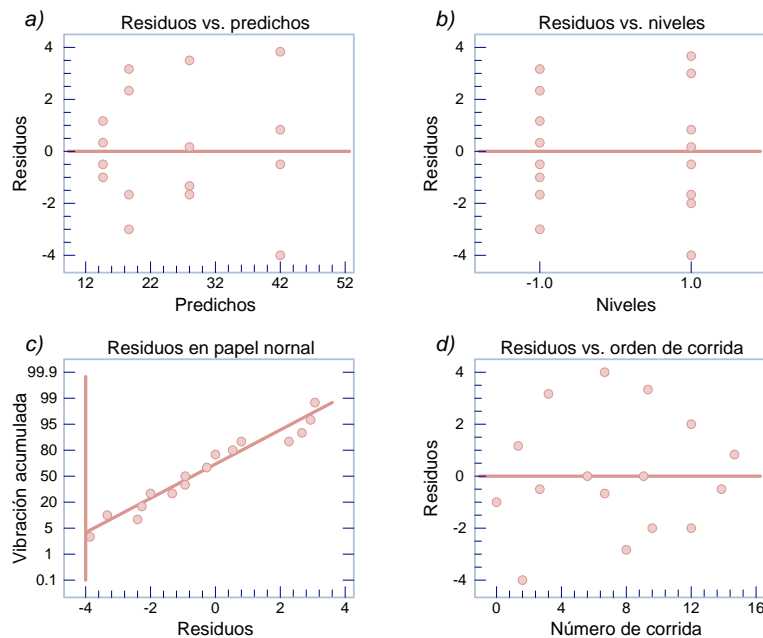 a)
Residuos vs. predichos
4
2
0
-2
-4
Residuos
12 22 32 42 52
Predichos
b)
Residuos vs. niveles
4
2
0
-2
-4
Residuos
-1.0 1.0
Niveles
c)
Residuos en papel nornal
99.9
99
95
80
50
20
5
1
0.1
Vibración acumulada
-4 -2 0 2 4
Residuos
d)
Residuos vs. orden de corrida
4
2
0
-2
-4
Residuos
0 4 8 12 16
Número de corrida